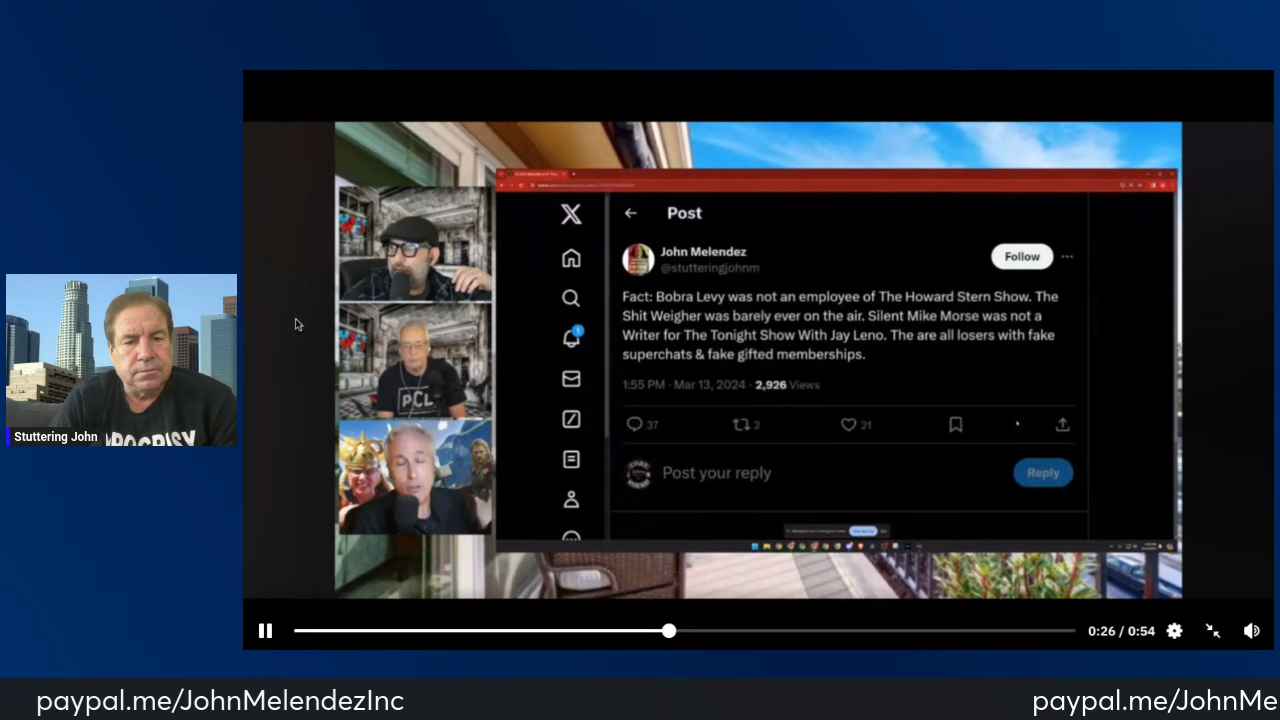 Post
John Melendez
@stutteringjohnm
Follow
Fact: Bobra Levy was not an employee of The Howard Stern Show. The
Shit Weigher was barely ever on the air. Silent Mike Morse was not a
Writer for The Tonight Show With Jay Leno. The are all losers with fake
superchats & fake gifted memberships.
1:55 PM · Mar 13, 2024 · 2,926 Views
37
2
21
1
Post your reply
Reply
PCL
Stuttering John
0:26 / 0:54
paypal.me/JohnMelendezInc
paypal.me/JohnMe